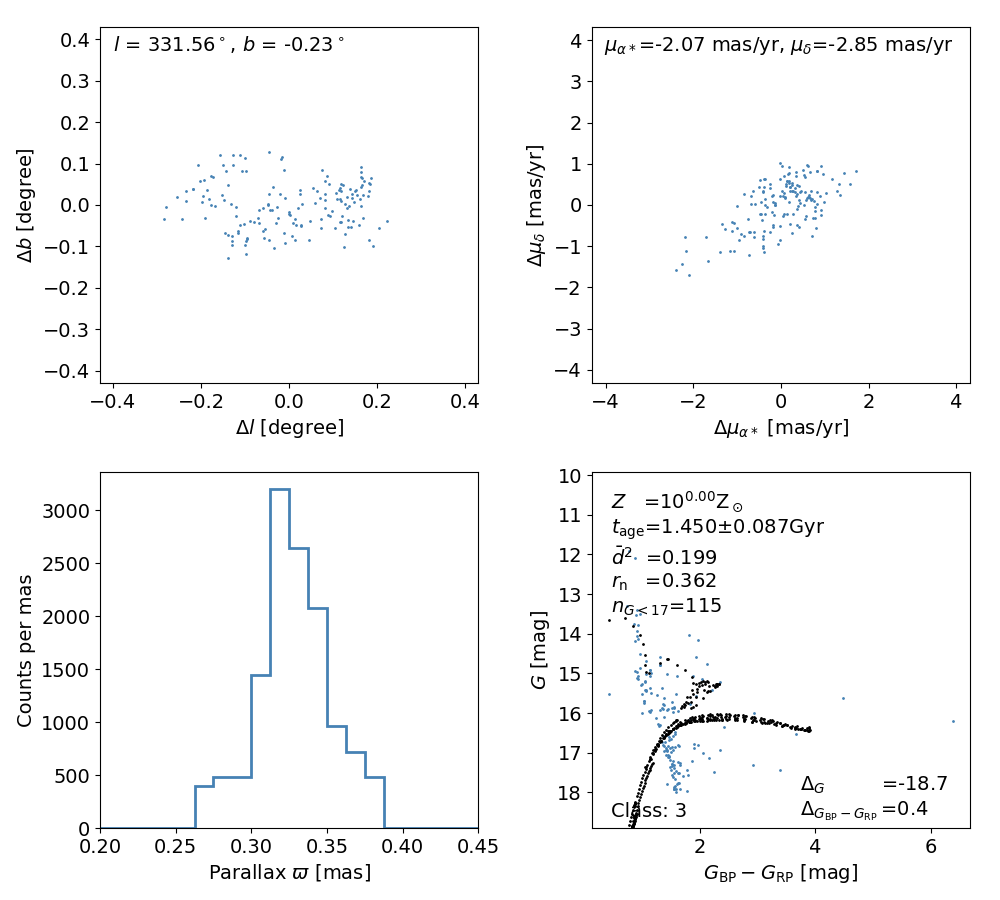 l = 331.56°, b = -0.23°
0.4
0.3
0.2
0.1
0.0
−0.1
−0.2
−0.3
−0.4
Δb [degree]
−0.4 −0.2 0.0 0.2 0.4
Δl [degree]
μα*=-2.07 mas/yr, μδ=-2.85 mas/yr
4
3
2
1
0
−1
−2
−3
−4
Δμδ [mas/yr]
−4 −2 0 2 4
Δμα* [mas/yr]
3000
2500
2000
1500
1000
500
0
Counts per mas
0.20 0.25 0.30 0.35 0.40 0.45
Parallax ϖ [mas]
10
11
12
13
14
15
16
17
18
G [mag]
Z =10^0.00 Z⊙
t_age=1.450±0.087Gyr
d̄² =0.199
r_n =0.362
n_G<17=115
Class: 3
Δ_G =-18.7
Δ_G_BP−G_RP =0.4
2 4 6
G_BP − G_RP [mag]